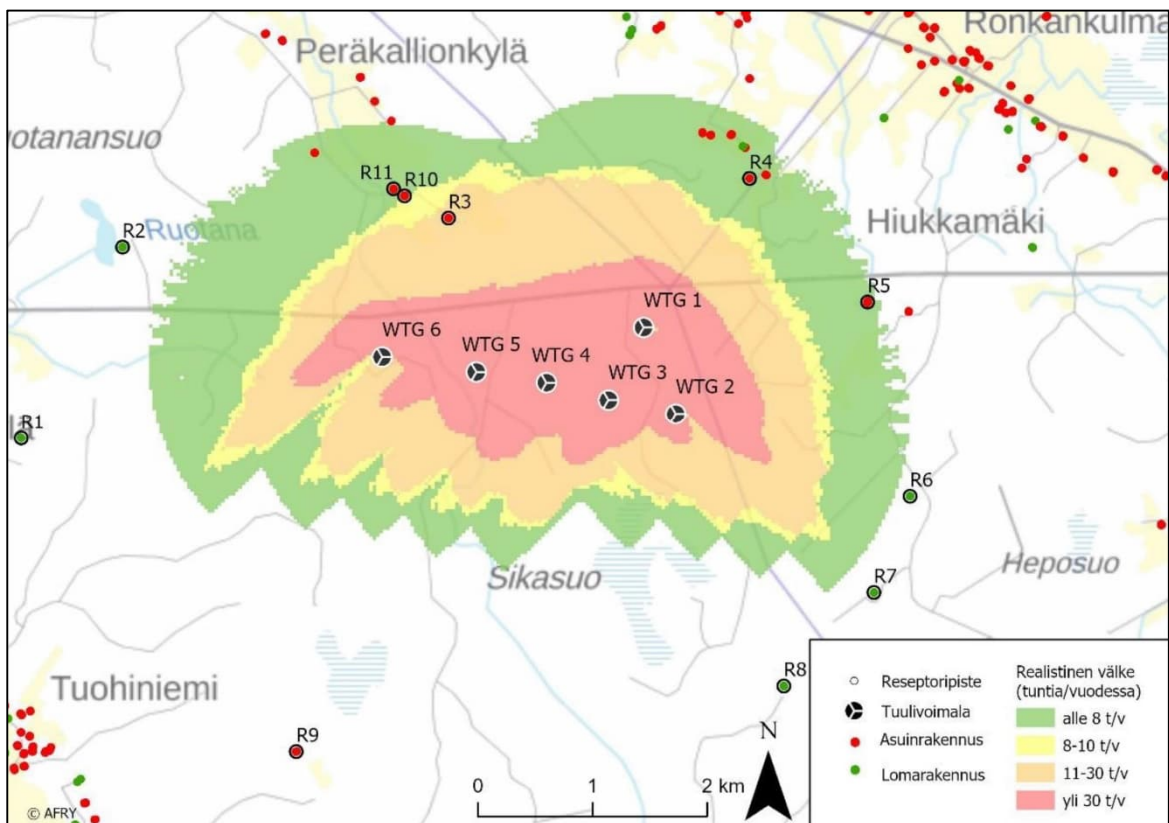 Ronkankulma
Peräkallionkylä
uotanansuo
R11
R10
R4
R3
R2
Ruotana
Hiukkamäki
R5
WTG 1
WTG 6
WTG 5
WTG 4
WTG 3
WTG 2
R1
lä
R6
Sikasuo
Heposuo
R7
R8
Tuohiniemi
R9
N
0 1 2 km
© AFRY
Reseptoripiste
Tuulivoimala
Asuinrakennus
Lomarakennus
Realistinen välke
(tuntia/vuodessa)
alle 8 t/v
8-10 t/v
11-30 t/v
yli 30 t/v